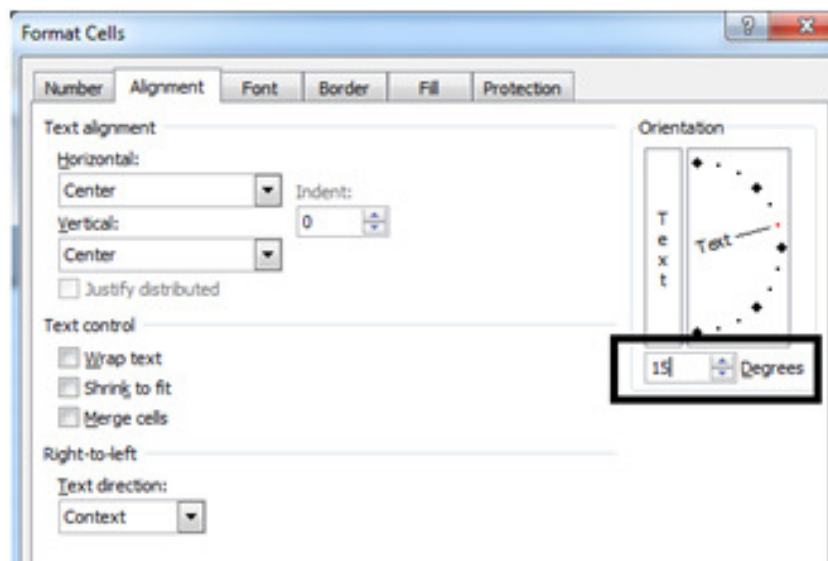 Format Cells
Number Alignment Font Border Fill Protection
Text alignment
Horizontal:
Center
Indent:
0
Vertical:
Center
Justify distributed
Text control
Wrap text
Shrink to fit
Merge cells
Right-to-left
Text direction:
Context
Orientation
Text
Text
15 Degrees